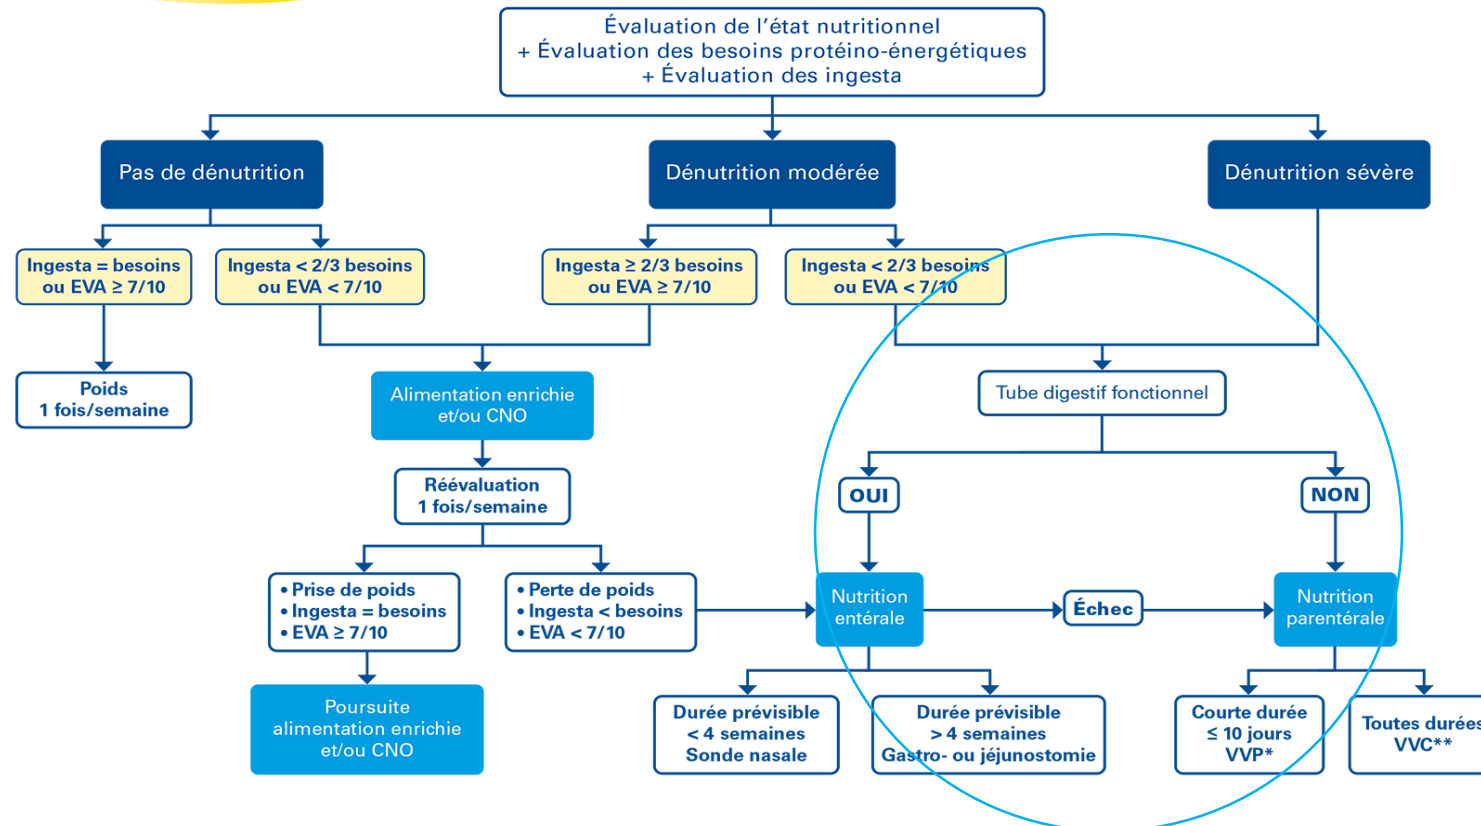 Évaluation de l'état nutritionnel
+ Évaluation des besoins protéino-énergétiques
+ Évaluation des ingesta
Pas de dénutrition
Dénutrition modérée
Dénutrition sévère
Ingesta = besoins
ou EVA ≥ 7/10
Ingesta < 2/3 besoins
ou EVA < 7/10
Ingesta ≥ 2/3 besoins
ou EVA ≥ 7/10
Ingesta < 2/3 besoins
ou EVA < 7/10
Poids
1 fois/semaine
Alimentation enrichie
et/ou CNO
Tube digestif fonctionnel
Réévaluation
1 fois/semaine
OUI
NON
• Prise de poids
• Ingesta = besoins
• EVA ≥ 7/10
• Perte de poids
• Ingesta < besoins
• EVA < 7/10
Nutrition
entérale
Échec
Nutrition
parentérale
Poursuite
alimentation enrichie
et/ou CNO
Durée prévisible
< 4 semaines
Sonde nasale
Durée prévisible
> 4 semaines
Gastro- ou jéjunostomie
Courte durée
≤ 10 jours
VVP*
Toutes durées
VVC**